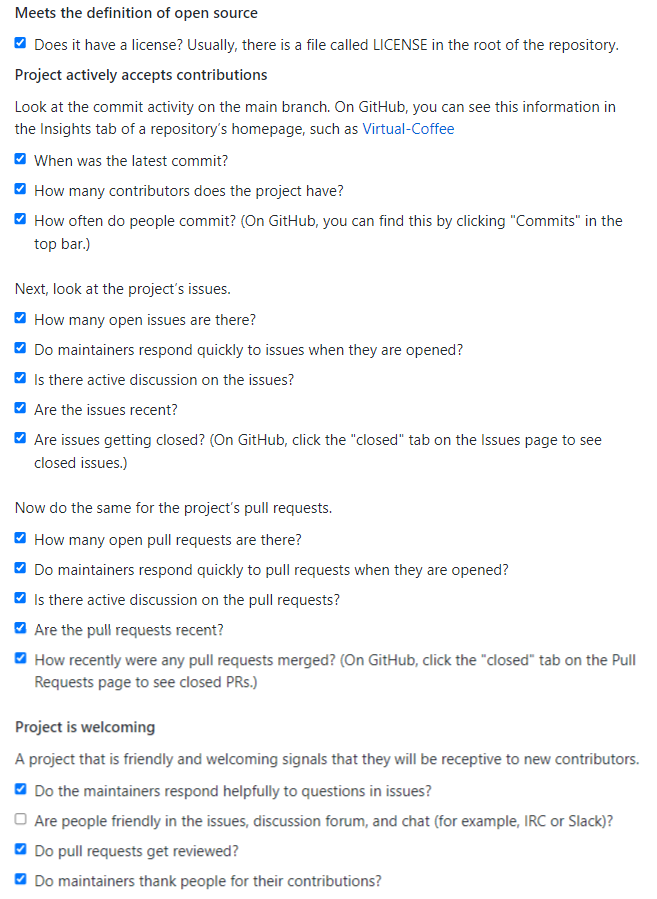 Meets the definition of open source
Does it have a license? Usually, there is a file called LICENSE in the root of the repository.
Project actively accepts contributions
Look at the commit activity on the main branch. On GitHub, you can see this information in
the Insights tab of a repository's homepage, such as Virtual-Coffee
When was the latest commit?
How many contributors does the project have?
How often do people commit? (On GitHub, you can find this by clicking "Commits" in the
top bar.)
Next, look at the project's issues.
How many open issues are there?
Do maintainers respond quickly to issues when they are opened?
Is there active discussion on the issues?
Are the issues recent?
Are issues getting closed? (On GitHub, click the "closed" tab on the Issues page to see
closed issues.)
Now do the same for the project's pull requests.
How many open pull requests are there?
Do maintainers respond quickly to pull requests when they are opened?
Is there active discussion on the pull requests?
Are the pull requests recent?
How recently were any pull requests merged? (On GitHub, click the "closed" tab on the Pull
Requests page to see closed PRs.)
Project is welcoming
A project that is friendly and welcoming signals that they will be receptive to new contributors.
Do the maintainers respond helpfully to questions in issues?
Are people friendly in the issues, discussion forum, and chat (for example, IRC or Slack)?
Do pull requests get reviewed?
Do maintainers thank people for their contributions?